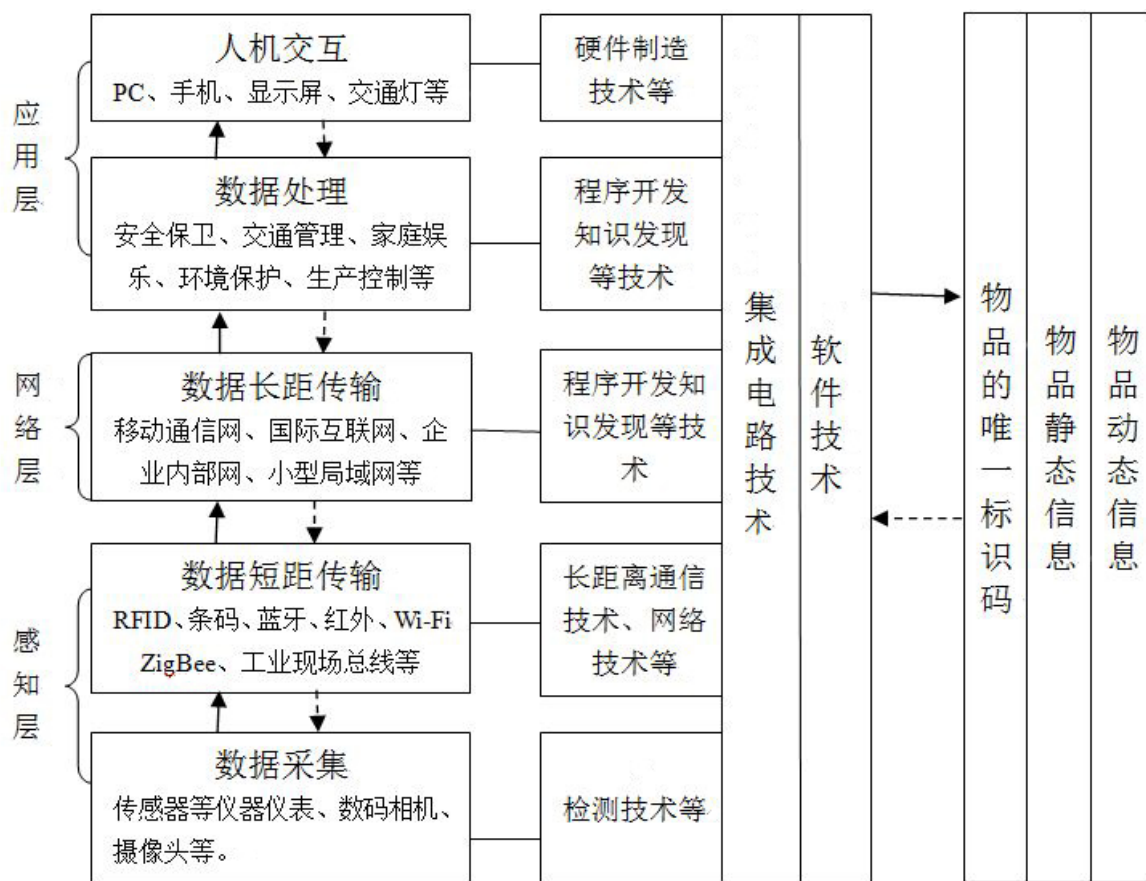 应用层
人机交互
PC、手机、显示屏、交通灯等
硬件制造
技术等
数据处理
安全保卫、交通管理、家庭娱
乐、环境保护、生产控制等
程序开发
知识发现
等技术
网络层
数据长距传输
移动通信网、国际互联网、企
业内部网、小型局域网等
程序开发知
识发现等技
术
感知层
数据短距传输
RFID、条码、蓝牙、红外、Wi-Fi
ZigBee、工业现场总线等
长距离通信
技术、网络
技术等
数据采集
传感器等仪器仪表、数码相机、
摄像头等。
检测技术等
集成电路技术
软件技术
物品的唯一标识码
物品静态信息
物品动态信息